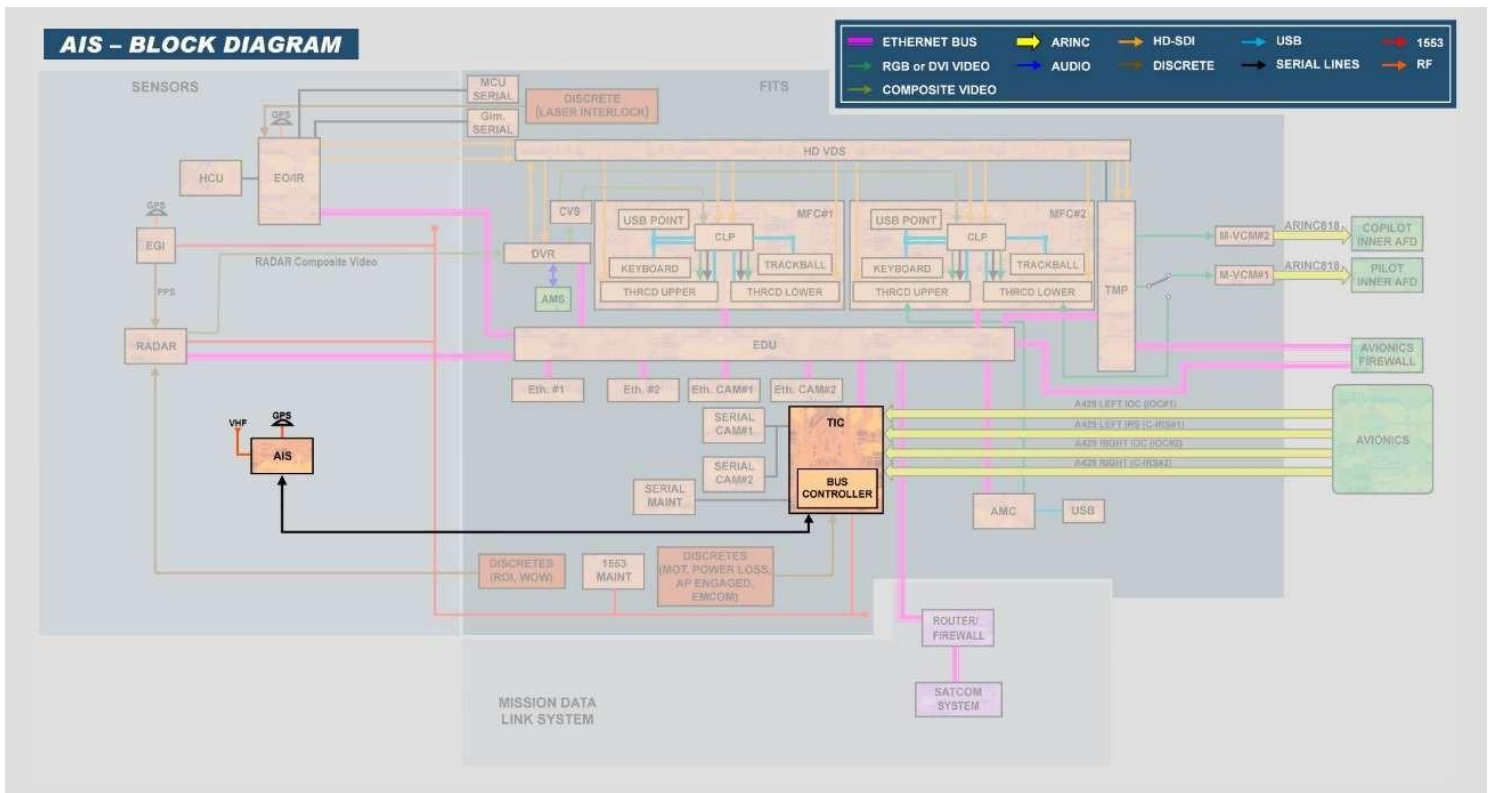 AIS – BLOCK DIAGRAM
ETHERNET BUS
ARINC
HD-SDI
USB
1553
RGB or DVI VIDEO
AUDIO
DISCRETE
SERIAL LINES
RF
COMPOSITE VIDEO
SENSORS
FITS
MCU
SERIAL
DISCRETE
(LASER INTERLOCK)
GPS
Gim.
SERIAL
HD VDS
HCU
EO/IR
GPS
CVS
USB POINT
MFC#1
USB POINT
MFC#2
EGI
CLP
CLP
DVR
RADAR Composite Video
KEYBOARD
TRACKBALL
KEYBOARD
TRACKBALL
THRCD UPPER
THRCD LOWER
THRCD UPPER
THRCD LOWER
TMP
M-VCM#2
ARINC818
COPILOT
INNER AFD
M-VCM#1
ARINC818
PILOT
INNER AFD
PPS
AMS
RADAR
EDU
AVIONICS
FIREWALL
Eth. #1
Eth. #2
Eth. CAM#1
Eth. CAM#2
VHF
GPS
AIS
SERIAL
CAM#1
SERIAL
CAM#2
SERIAL
MAINT
TIC
BUS
CONTROLLER
A429 LEFT IOC (IOC#1)
A429 LEFT IRS (C-IRS#1)
A429 RIGHT IOC (IOC#2)
A429 RIGHT (C-IRS#2)
AVIONICS
AMC
USB
DISCRETES
(ROI, WOW)
1553
MAINT
DISCRETES
(MOT, POWER LOSS,
AP ENGAGED,
EMCOM)
ROUTER/
FIREWALL
SATCOM
SYSTEM
MISSION DATA
LINK SYSTEM